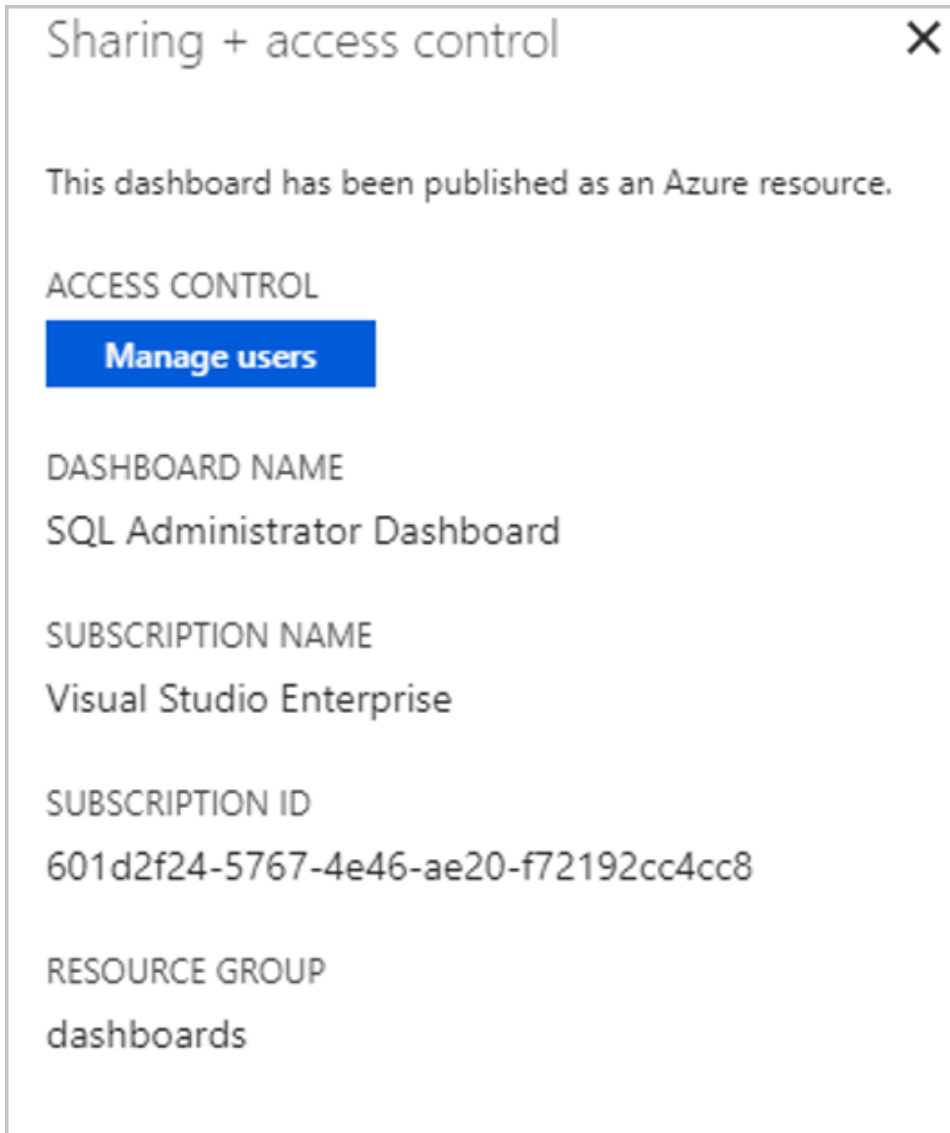 Sharing + access control
This dashboard has been published as an Azure resource.
ACCESS CONTROL
Manage users
DASHBOARD NAME
SQL Administrator Dashboard
SUBSCRIPTION NAME
Visual Studio Enterprise
SUBSCRIPTION ID
601d2f24-5767-4e46-ae20-f72192cc4cc8
RESOURCE GROUP
dashboards